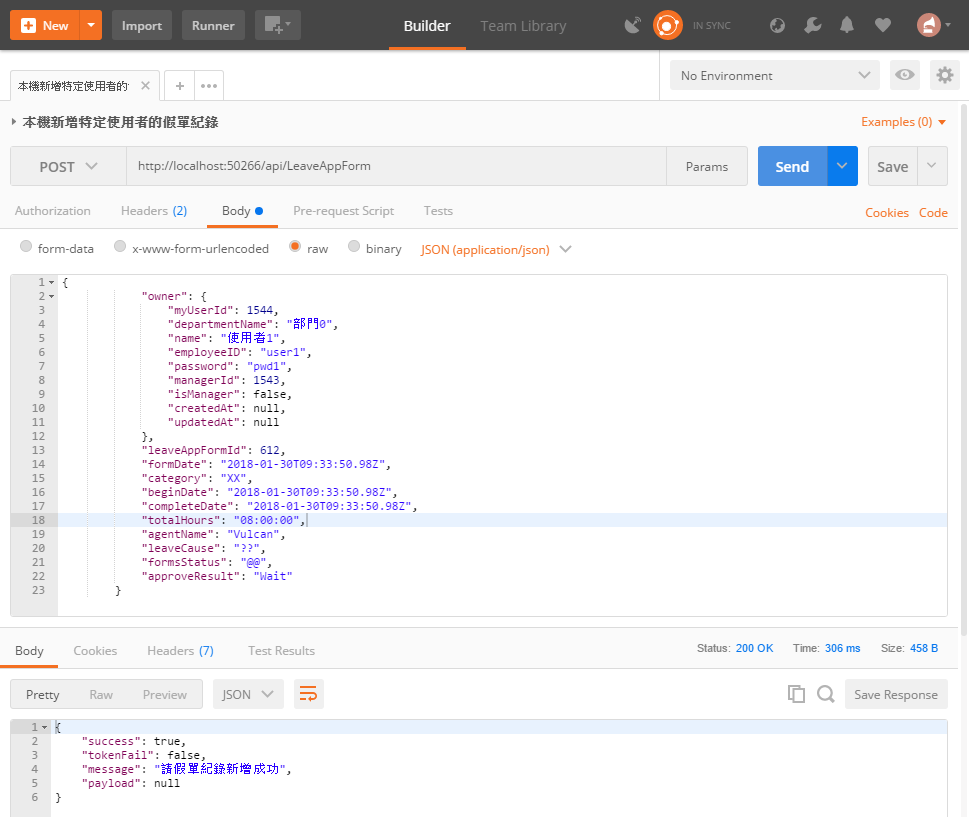 New Import Runner Builder Team Library IN SYNC
本機新增特定使用者的 No Environment
本機新增特定使用者的假單紀錄 Examples (0)
POST http://localhost:50266/api/LeaveAppForm Params Send Save
Authorization Headers (2) Body Pre-request Script Tests Cookies Code
form-data x-www-form-urlencoded raw binary JSON (application/json)
1 {
2 "owner": {
3 "myUserId": 1544,
4 "departmentName": "部門0",
5 "name": "使用者1",
6 "employeeID": "user1",
7 "password": "pwd1",
8 "managerId": 1543,
9 "isManager": false,
10 "createdAt": null,
11 "updatedAt": null
12 },
13 "leaveAppFormId": 612,
14 "formDate": "2018-01-30T09:33:50.98Z",
15 "category": "XX",
16 "beginDate": "2018-01-30T09:33:50.98Z",
17 "completeDate": "2018-01-30T09:33:50.98Z",
18 "totalHours": "08:00:00",
19 "agentName": "Vulcan",
20 "leaveCause": "??",
21 "formsStatus": "@@",
22 "approveResult": "Wait"
23 }
Body Cookies Headers (7) Test Results Status: 200 OK Time: 306 ms Size: 458 B
Pretty Raw Preview JSON Save Response
1 {
2 "success": true,
3 "tokenFail": false,
4 "message": "請假單紀錄新增成功",
5 "payload": null
6 }